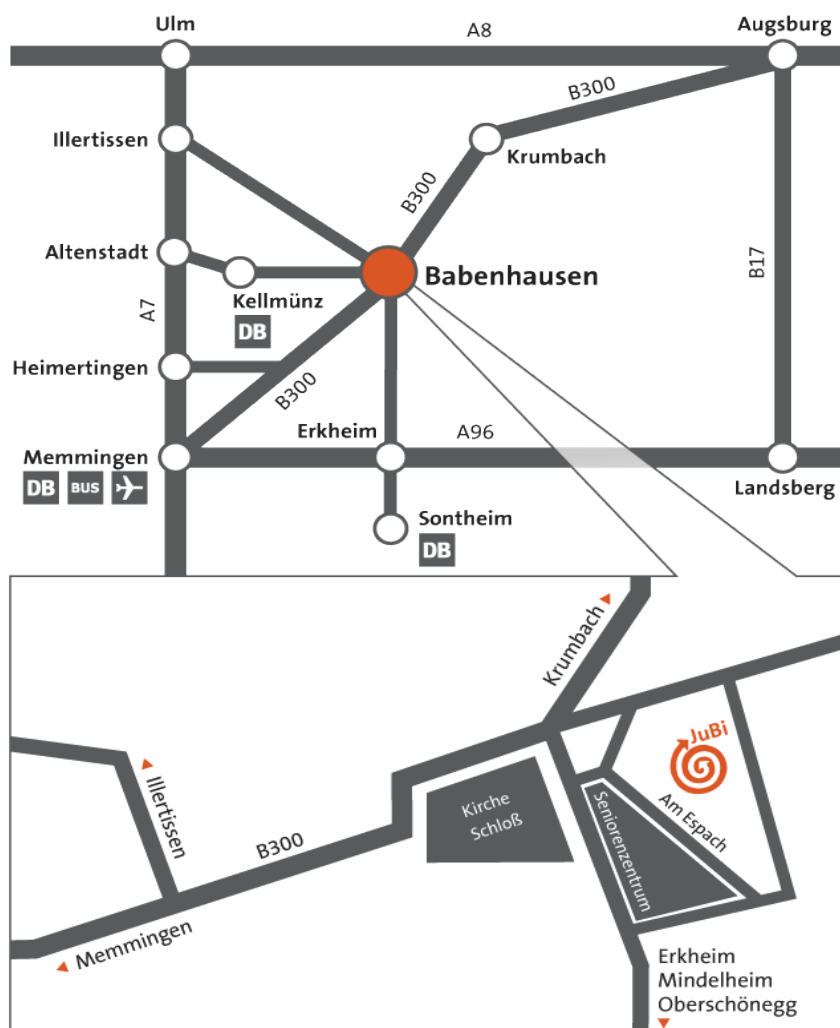 Ulm
A8
Augsburg
B300
Illertissen
Krumbach
B300
Altenstadt
B17
Babenhausen
Kellmünz
A7
DB
Heimertingen
B300
Erkheim
A96
Memmingen
DB BUS
Landsberg
Sontheim
DB
Krumbach
JuBi
Illertissen
Kirche
Schloß
Seniorenzentrum
Am Espach
B300
Memmingen
Erkheim
Mindelheim
Oberschönegg